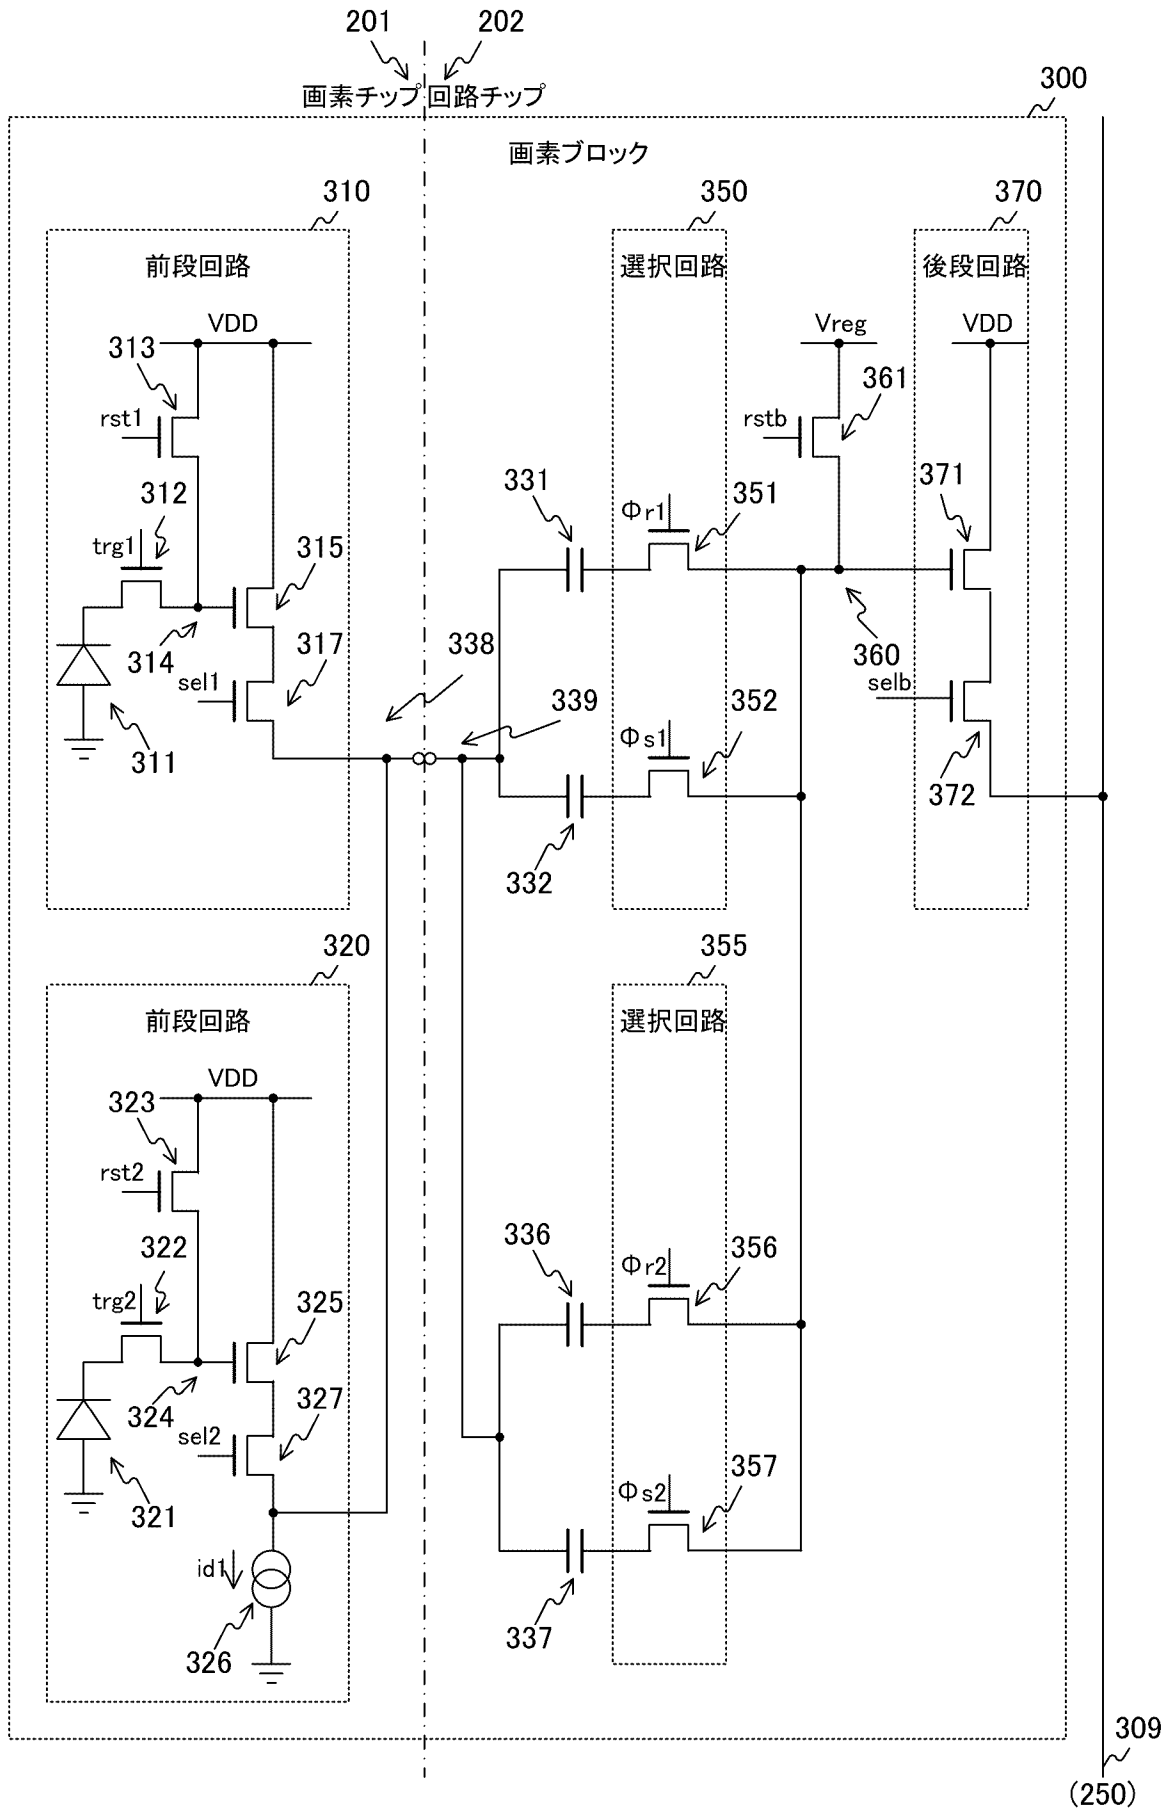 201 202
画素チップ 回路チップ
300
画素ブロック
310 350 370
前段回路 選択回路 後段回路
VDD Vreg VDD
313 361
rst1 rstb
371
312 331 Φr1 351
trg1
315
314 317 338 360
sel1 selb
339 352
311 Φs1
372
332
320 355
前段回路 選択回路
VDD
323
rst2
322 336 Φr2 356
trg2
325
324 327
sel2
357
321 Φs2
id1
337
326
309
(250)